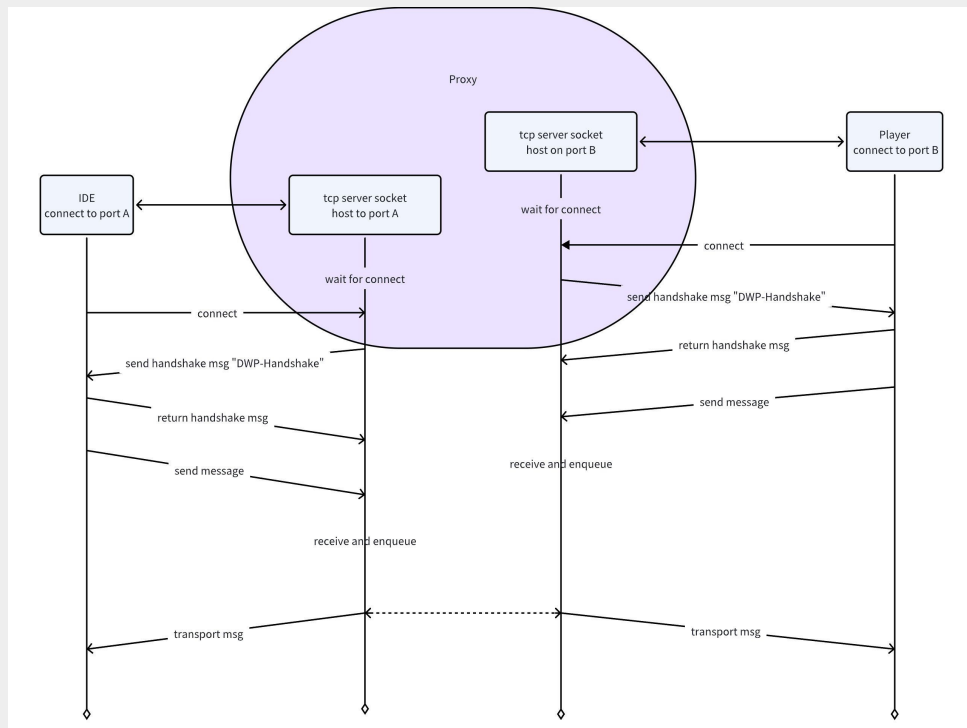 Proxy
tcp server socket
host on port B
Player
connect to port B
IDE
connect to port A
tcp server socket
host to port A
wait for connect
connect
wait for connect
send handshake msg "DWP-Handshake"
connect
return handshake msg
send handshake msg "DWP-Handshake"
send message
return handshake msg
receive and enqueue
send message
receive and enqueue
transport msg
transport msg